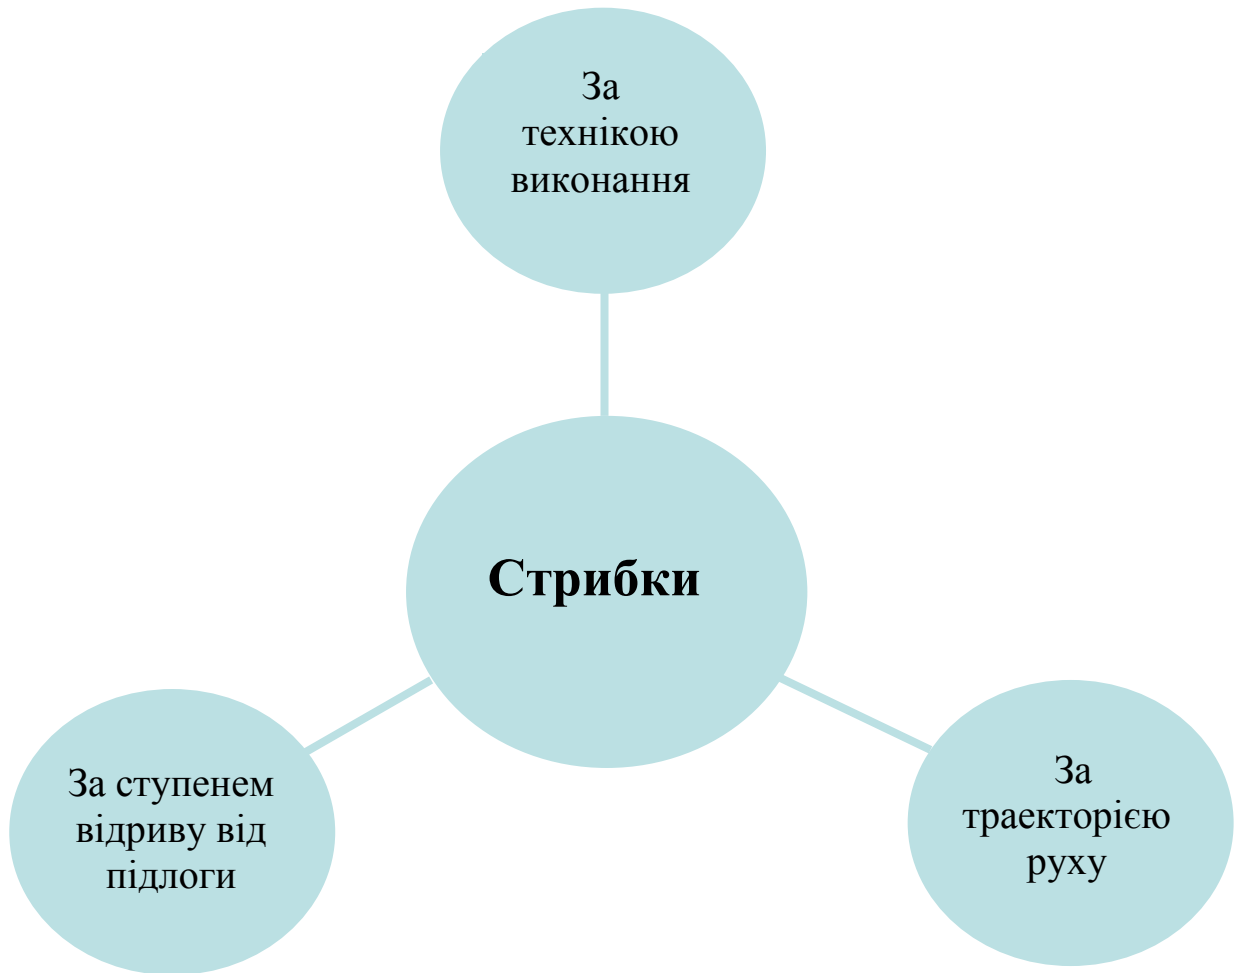 За
технікою
виконання
Стрибки
За ступенем
відриву від
підлоги
За
траекторією
руху